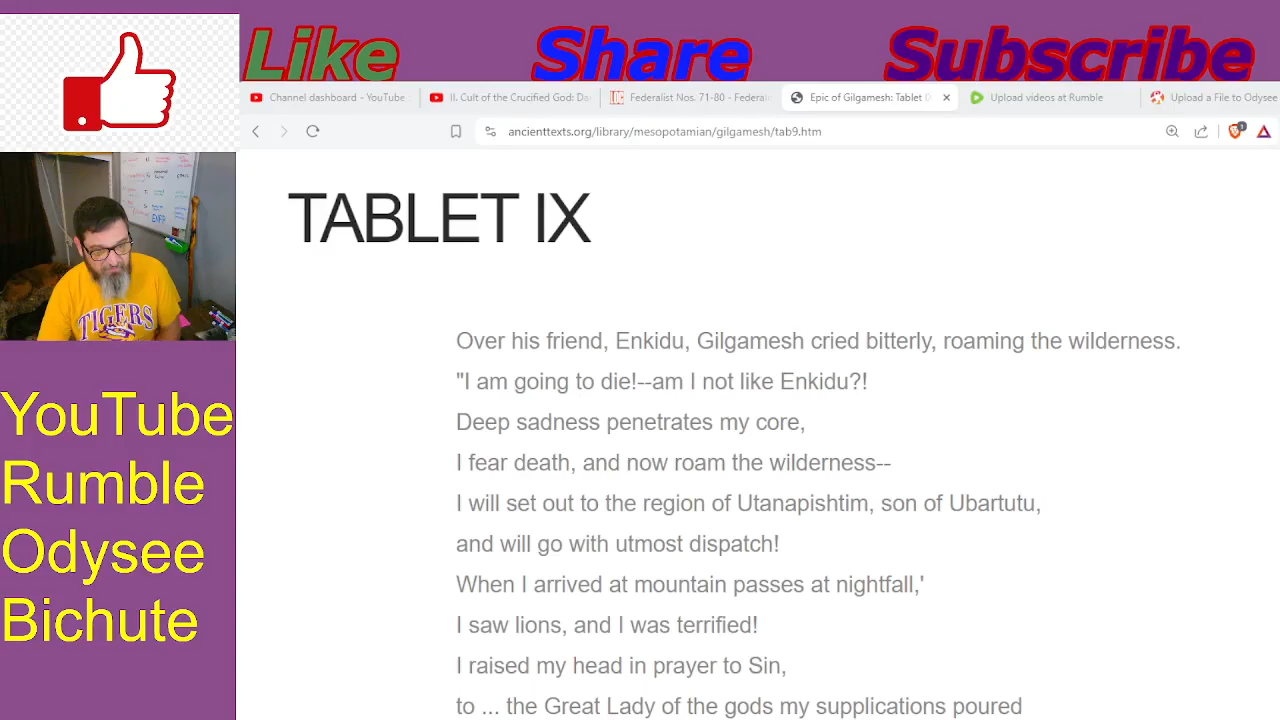 Like Share Subscribe
Channel dashboard - YouTube
II. Cult of the Crucified God: Da
Federalist Nos. 71-80 - Federal
Epic of Gilgamesh: Tablet I
Upload videos at Rumble
Upload a File to Odysee
ancienttexts.org/library/mesopotamian/gilgamesh/tab9.htm
1
TABLET IX
Over his friend, Enkidu, Gilgamesh cried bitterly, roaming the wilderness.
"I am going to die!--am I not like Enkidu?!
Deep sadness penetrates my core,
I fear death, and now roam the wilderness--
I will set out to the region of Utanapishtim, son of Ubartutu,
and will go with utmost dispatch!
When I arrived at mountain passes at nightfall,'
I saw lions, and I was terrified!
I raised my head in prayer to Sin,
to ... the Great Lady of the gods my supplications poured
TIGERS
YouTube
Rumble
Odysee
Bichute